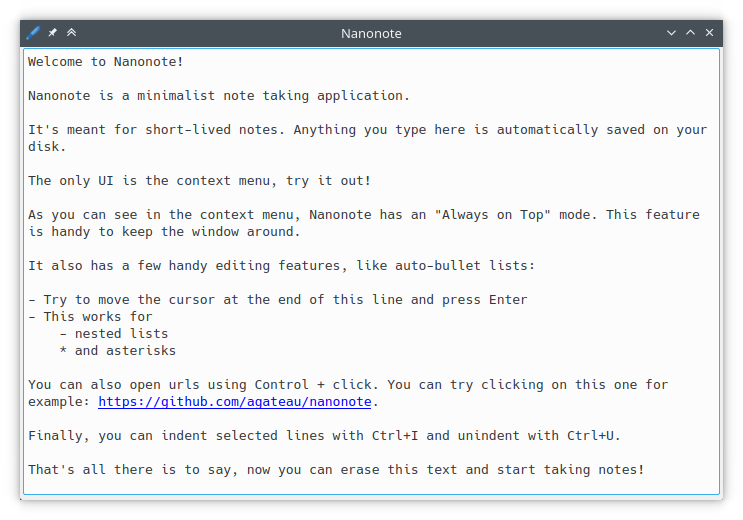 Nanonote
Welcome to Nanonote!
Nanonote is a minimalist note taking application.
It's meant for short-lived notes. Anything you type here is automatically saved on your
disk.
The only UI is the context menu, try it out!
As you can see in the context menu, Nanonote has an "Always on Top" mode. This feature
is handy to keep the window around.
It also has a few handy editing features, like auto-bullet lists:
- Try to move the cursor at the end of this line and press Enter
- This works for
    - nested lists
    * and asterisks
You can also open urls using Control + click. You can try clicking on this one for
example: https://github.com/agateau/nanonote.
Finally, you can indent selected lines with Ctrl+I and unindent with Ctrl+U.
That's all there is to say, now you can erase this text and start taking notes!